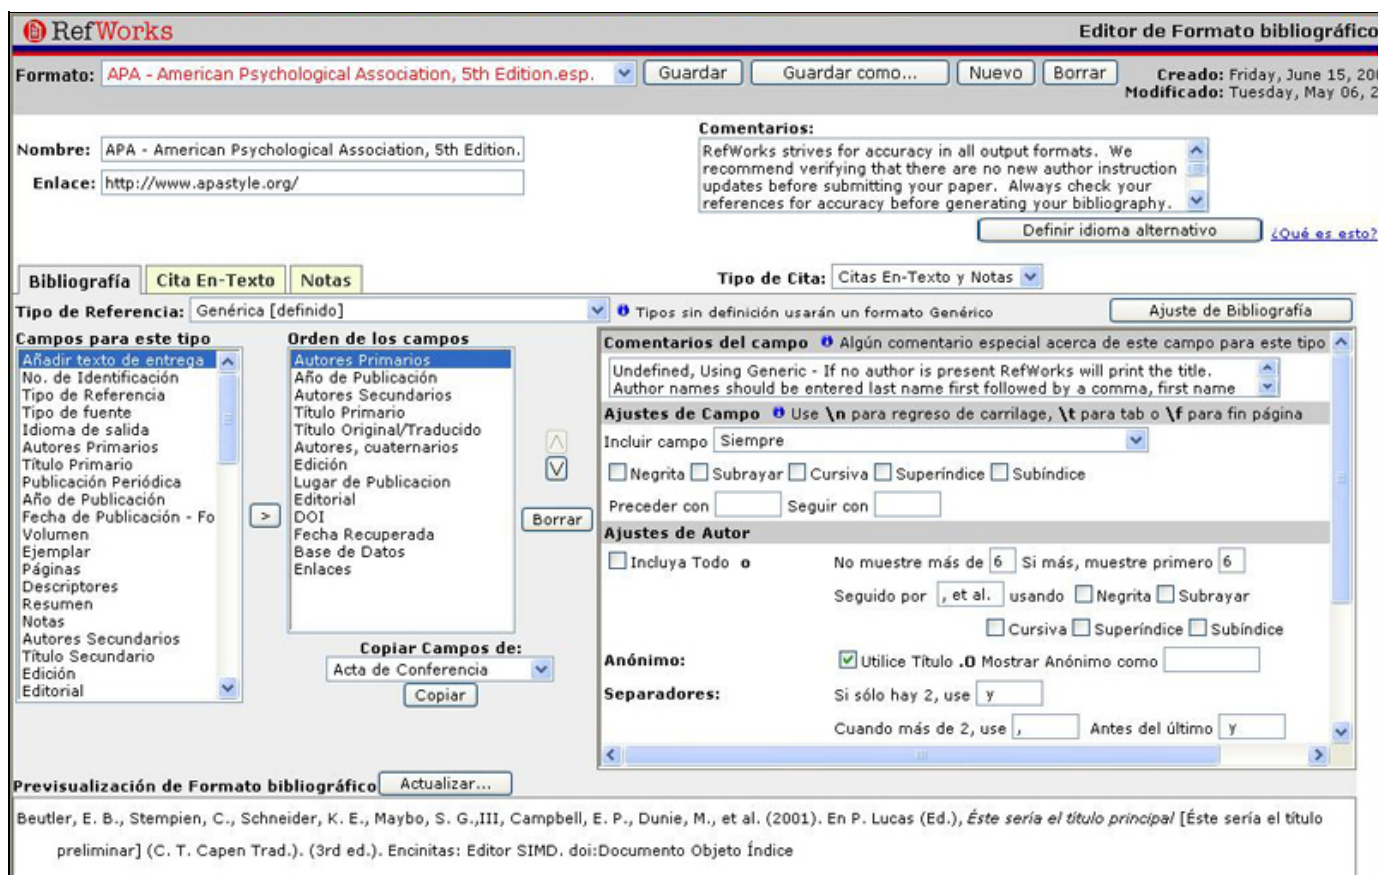 RefWorks
Editor de Formato bibliográfico
Formato: APA - American Psychological Association, 5th Edition.esp. Guardar Guardar como... Nuevo Borrar Creado: Friday, June 15, 200
Modificado: Tuesday, May 06, 2
Comentarios:
Nombre: APA - American Psychological Association, 5th Edition.
Enlace: http://www.apastyle.org/
RefWorks strives for accuracy in all output formats. We
recommend verifying that there are no new author instruction
updates before submitting your paper. Always check your
references for accuracy before generating your bibliography.
Definir idioma alternativo ¿Qué es esto?
Bibliografía Cita En-Texto Notas Tipo de Cita: Citas En-Texto y Notas
Tipo de Referencia: Genérica [definido] Tipos sin definición usarán un formato Genérico Ajuste de Bibliografía
Campos para este tipo
Añadir texto de entrega
No. de Identificación
Tipo de Referencia
Tipo de fuente
Idioma de salida
Autores Primarios
Título Primario
Publicación Periódica
Año de Publicación
Fecha de Publicación - Fo
Volumen
Ejemplar
Páginas
Descriptores
Resumen
Notas
Autores Secundarios
Título Secundario
Edición
Editorial
>
Orden de los campos
Autores Primarios
Año de Publicación
Autores Secundarios
Título Primario
Título Original/Traducido
Autores, cuaternarios
Edición
Lugar de Publicacion
Editorial
DOI
Fecha Recuperada
Base de Datos
Enlaces
Borrar
Copiar Campos de:
Acta de Conferencia
Copiar
Comentarios del campo Algún comentario especial acerca de este campo para este tipo
Undefined, Using Generic - If no author is present RefWorks will print the title.
Author names should be entered last name first followed by a comma, first name
Ajustes de Campo Use \n para regreso de carrilage, \t para tab o \f para fin página
Incluir campo Siempre
Negrita Subrayar Cursiva Superíndice Subíndice
Preceder con Seguir con
Ajustes de Autor
Incluya Todo o No muestre más de 6 Si más, muestre primero 6
Seguido por , et al. usando Negrita Subrayar
Cursiva Superíndice Subíndice
Anónimo: Utilice Título .O Mostrar Anónimo como
Separadores: Si sólo hay 2, use y
Cuando más de 2, use , Antes del último y
Previsualización de Formato bibliográfico Actualizar...
Beutler, E. B., Stempien, C., Schneider, K. E., Maybo, S. G.,III, Campbell, E. P., Dunie, M., et al. (2001). En P. Lucas (Ed.), Éste sería el título principal [Éste sería el título
preliminar] (C. T. Capen Trad.). (3rd ed.). Encinitas: Editor SIMD. doi:Documento Objeto Índice